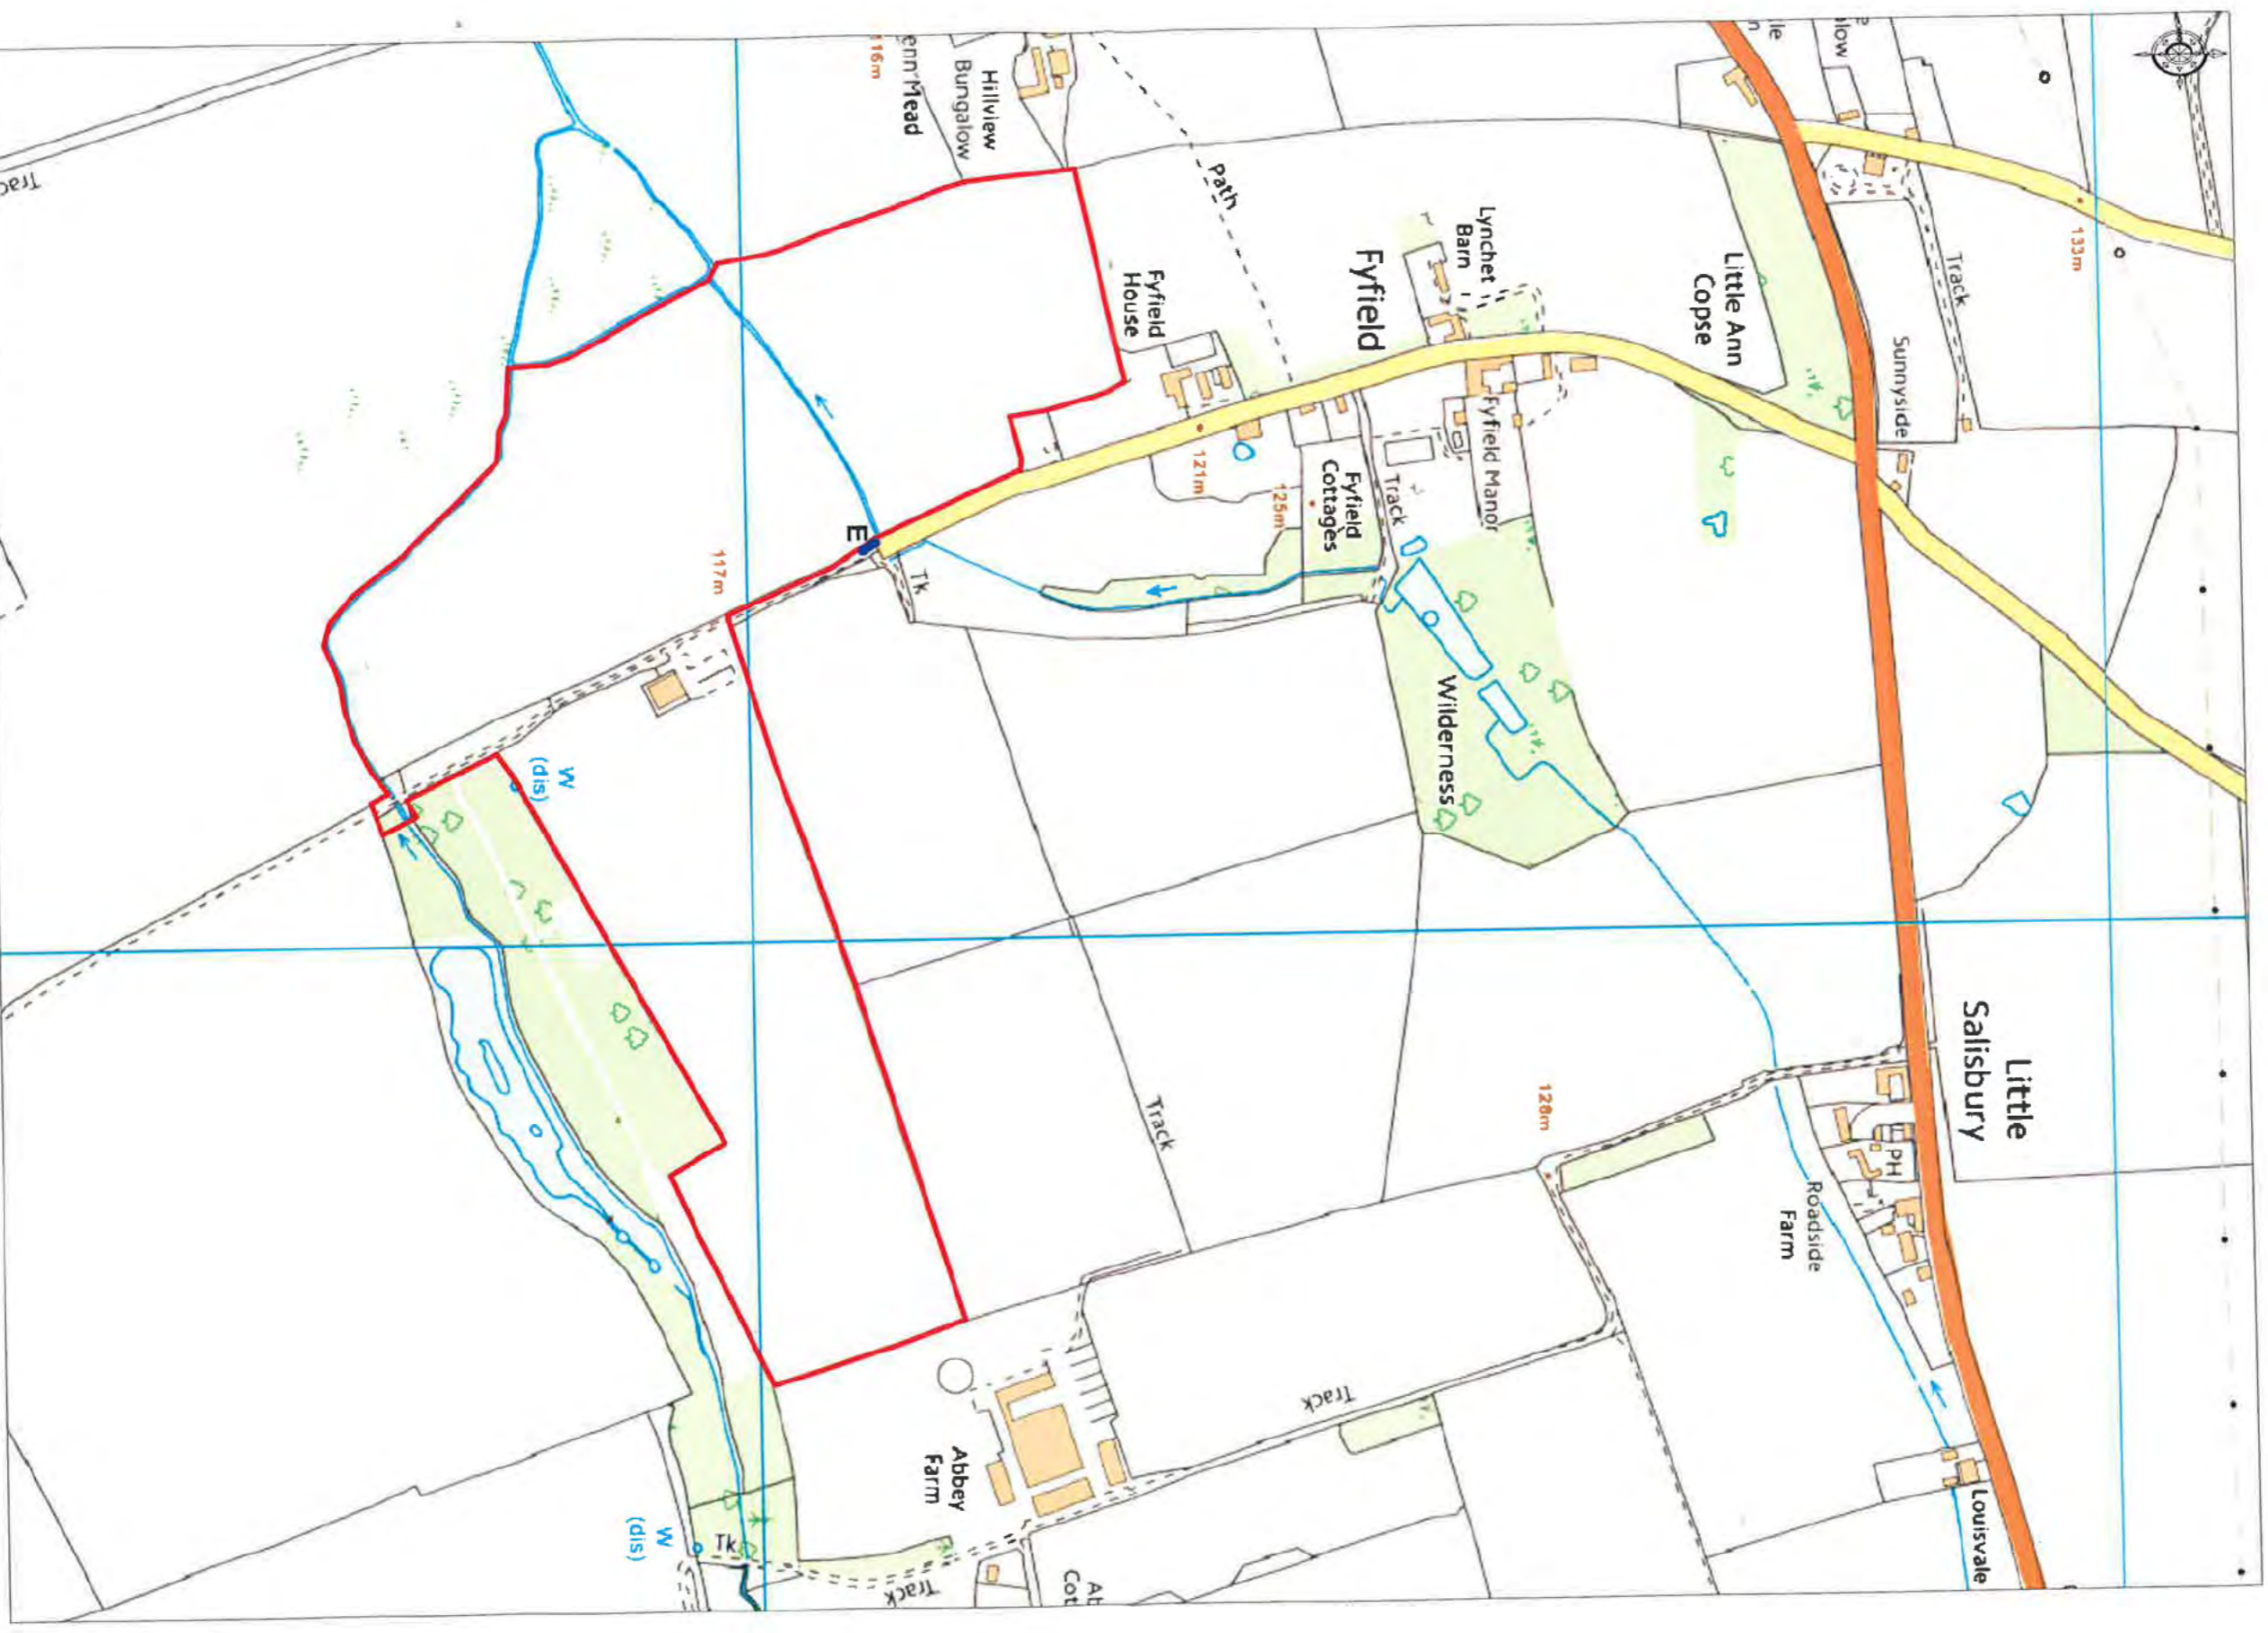 133m
Track
Sunnyside
Little Ann
Copse
Lynchet
Barn
Fyfield
Path
Fyfield
House
Hillview
Bungalow
116m
Fyfield Manor
Track
Fyfield
Cottages
125m
121m
Tk
E
117m
W
(dis)
Wilderness
Little
Salisbury
PH
Roadside
Farm
128m
Track
Track
Abbey
Farm
Louisvale
Track
Tk
W
(dis)